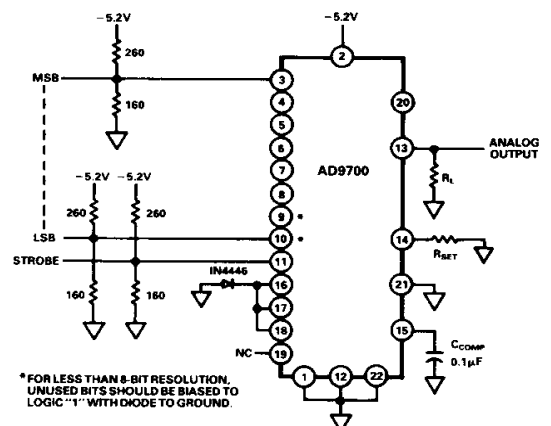 −5.2V
−5.2V
260
MSB
160
3
2
4
5
6
7
8
9 *
10 *
11
16
17
18
19
1
12
22
20
13
14
21
15
AD9700
ANALOG
OUTPUT
RL
RSET
CCOMP
0.1µF
−5.2V −5.2V
260 260
LSB
STROBE
160 160
IN4446
NC
*FOR LESS THAN 8-BIT RESOLUTION,
UNUSED BITS SHOULD BE BIASED TO
LOGIC "1" WITH DIODE TO GROUND.